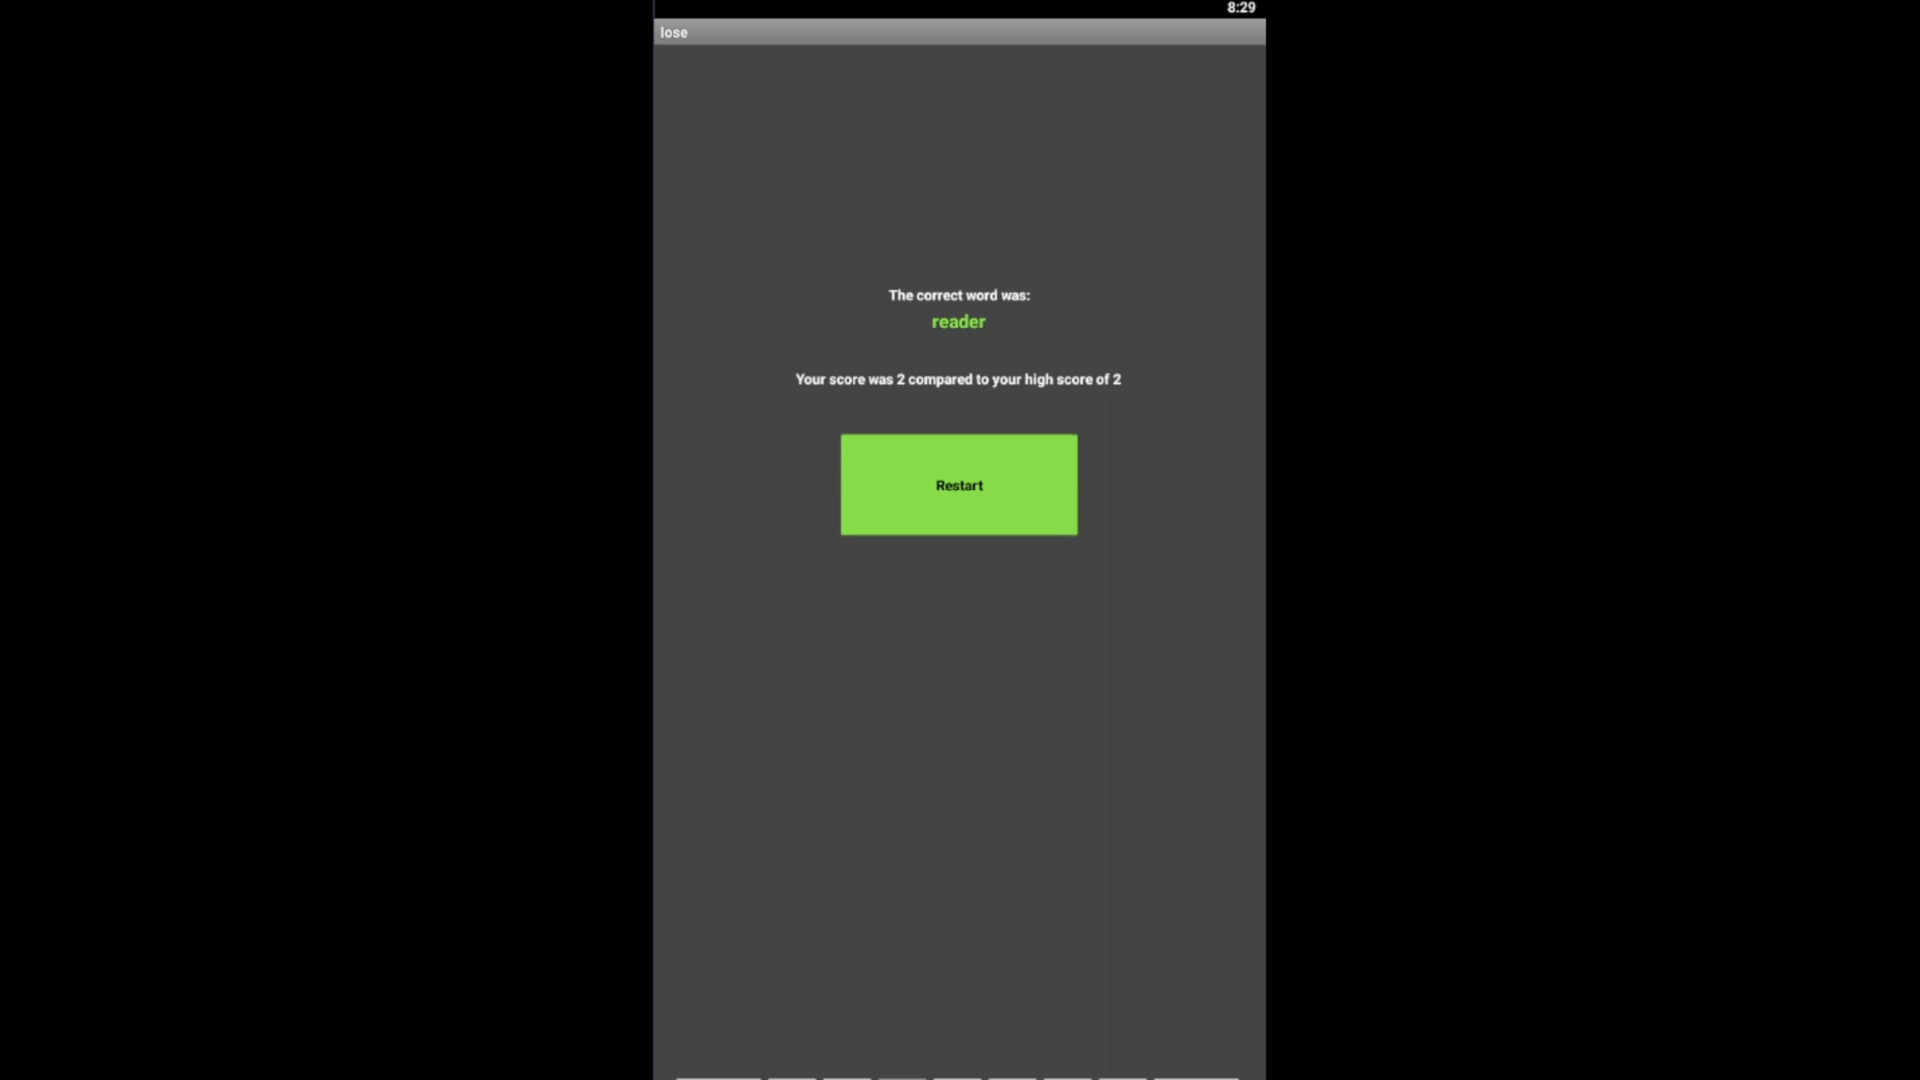 8:29
lose
The correct word was:
reader
Your score was 2 compared to your high score of 2
Restart